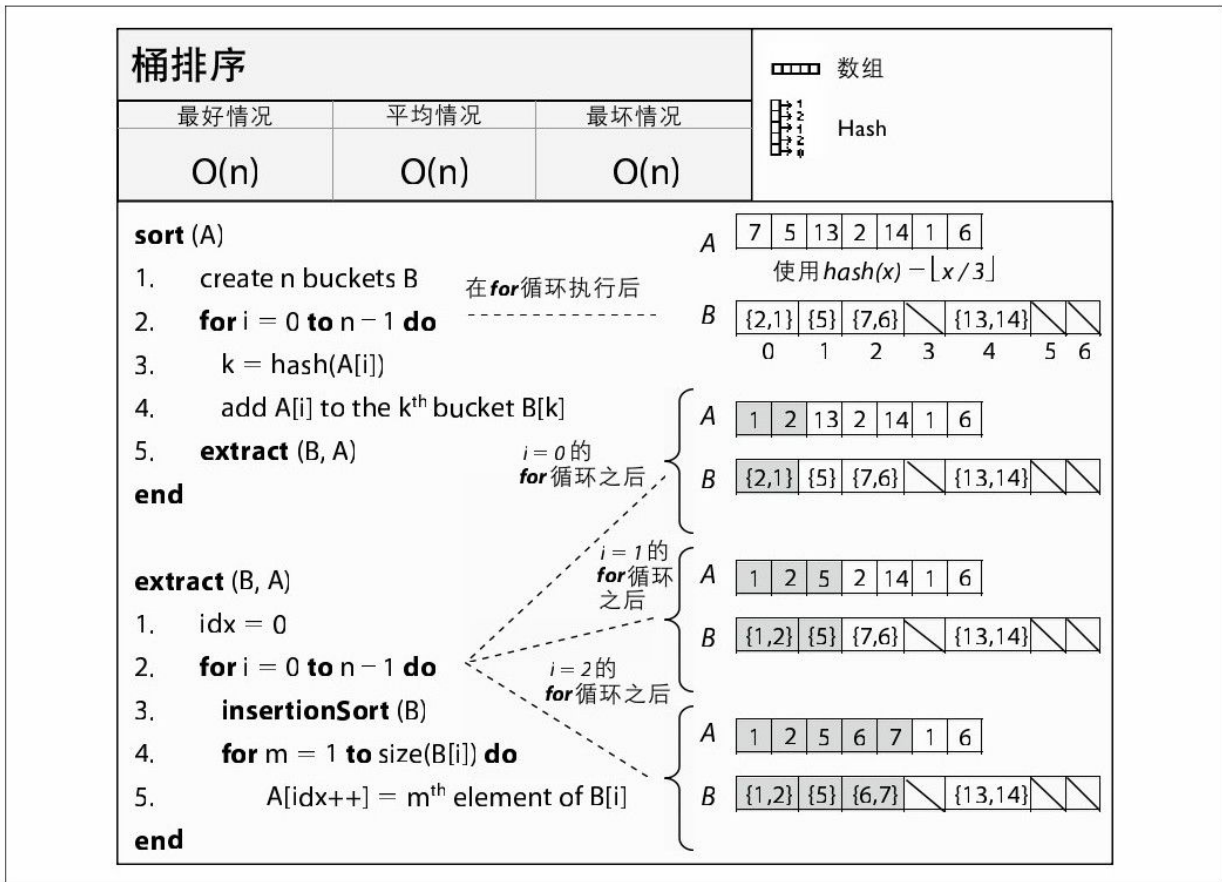 桶排序
最好情况 平均情况 最坏情况
O(n) O(n) O(n)
数组
1
2
1
2
0
Hash
sort (A)
1. create n buckets B
2. for i = 0 to n − 1 do
3. k = hash(A[i])
4. add A[i] to the kth bucket B[k]
5. extract (B, A)
end
extract (B, A)
1. idx = 0
2. for i = 0 to n − 1 do
3. insertionSort (B)
4. for m = 1 to size(B[i]) do
5. A[idx++] = mth element of B[i]
end
在for循环执行后
A 7 5 13 2 14 1 6
使用hash(x) − ⌊x / 3⌋
B {2,1} {5} {7,6} {13,14}
0 1 2 3 4 5 6
i = 0 的
for循环之后
A 1 2 13 2 14 1 6
B {2,1} {5} {7,6} {13,14}
i = 1的
for循环
之后
A 1 2 5 2 14 1 6
B {1,2} {5} {7,6} {13,14}
i = 2的
for循环之后
A 1 2 5 6 7 1 6
B {1,2} {5} {6,7} {13,14}